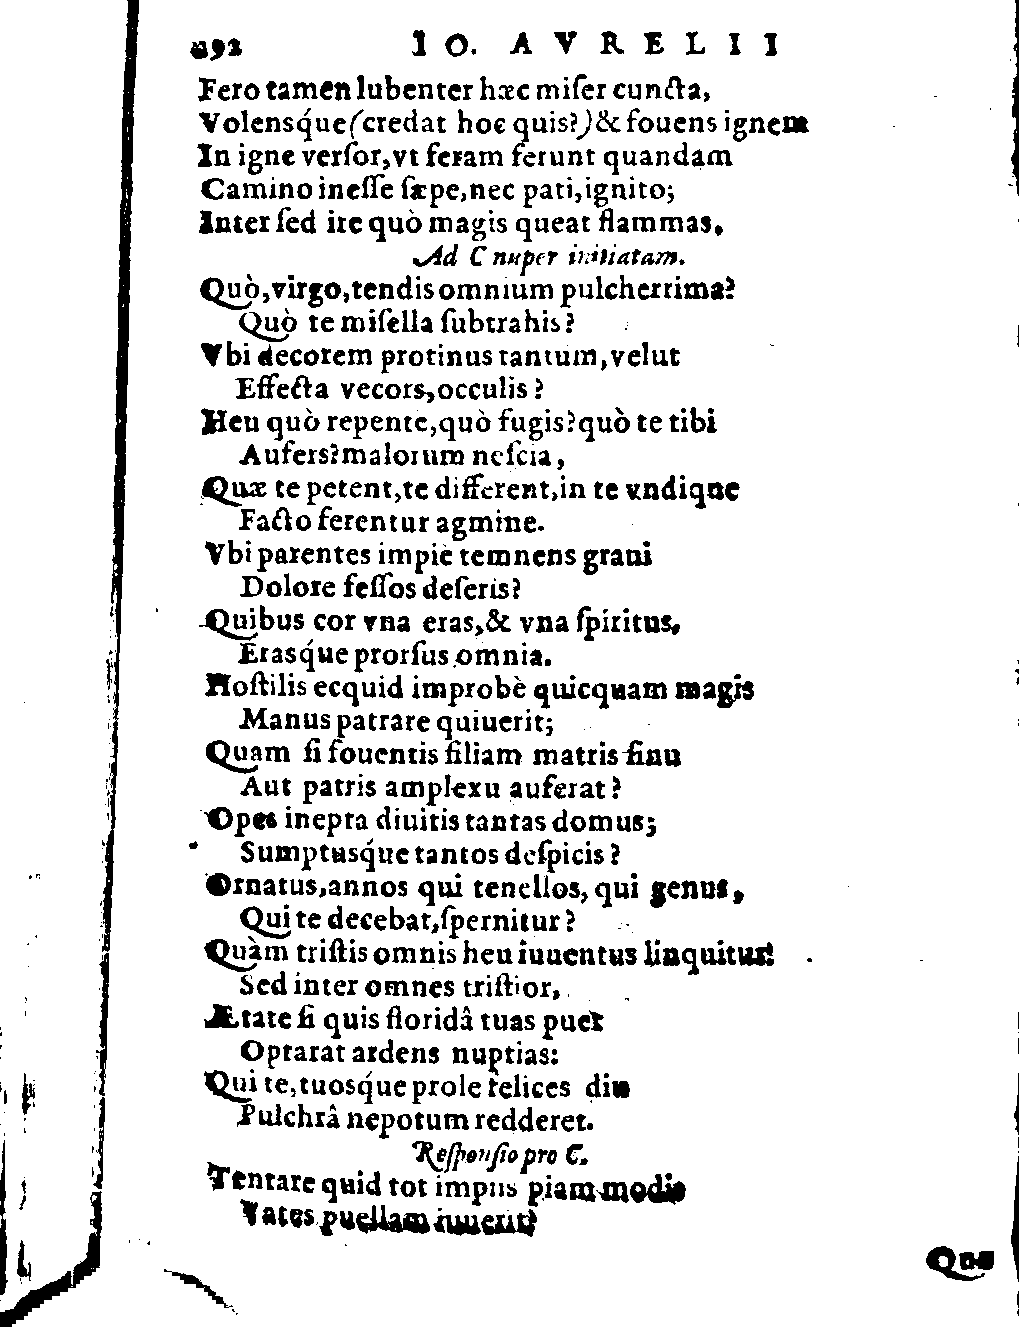 292 IO. AVRELII
Fero tamen lubenter hæc miſer cuncta,
Volensq́ue (credat hoc quis?) & fouens ignem
In igne verſor, vt feram ferunt quandam
Camino ineſſe ſæpe, nec pati, ignito;
Inter ſed ire quò magis queat flammas.
Ad C nuper initiatam.
Quò, virgo, tendis omnium pulcherrima?
Quò te miſella ſubtrahis?
Vbi decorem protinus tantum, velut
Effecta vecors, occulis?
Heu quò repente, quò fugis? quò te tibi
Aufers? malorum neſcia,
Quæ te petent, te different, in te vndique
Facto ferentur agmine.
Vbi parentes impiè temnens graui
Dolore feſſos deſeris?
Quibus cor vna eras, & vna ſpiritus,
Erasq́ue prorſus omnia.
Hoſtilis ecquid improbè quicquam magis
Manus patrare quiuerit;
Quam ſi fouentis filiam matris ſinu
Aut patris amplexu auferat?
Opes inepta diuitis tantas domus;
Sumptusq́ue tantos deſpicis?
Ornatus, annos qui tenellos, qui genus,
Qui te decebat, ſpernitur?
Quàm triſtis omnis heu iuuentus linquitur!
Sed inter omnes triſtior,
Ætate ſi quis floridâ tuas puer
Optarat ardens nuptias:
Qui te, tuosq́ue prole felices diu
Pulchrâ nepotum redderet.
Reſponſio pro C.
Tentare quid tot impiis piam modis
Vates puellam iuuerit?
Quæ